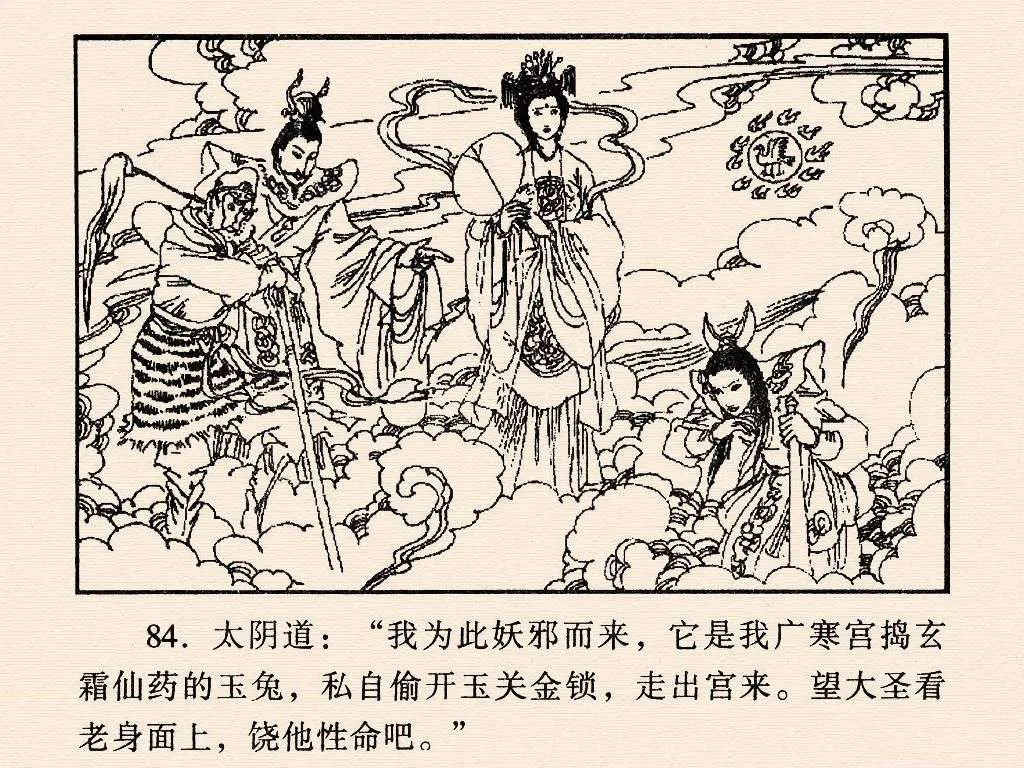 84. 太阴道：“我为此妖邪而来，它是我广寒宫捣玄
霜仙药的玉兔，私自偷开玉关金锁，走出宫来。望大圣看
老身面上，饶他性命吧。”